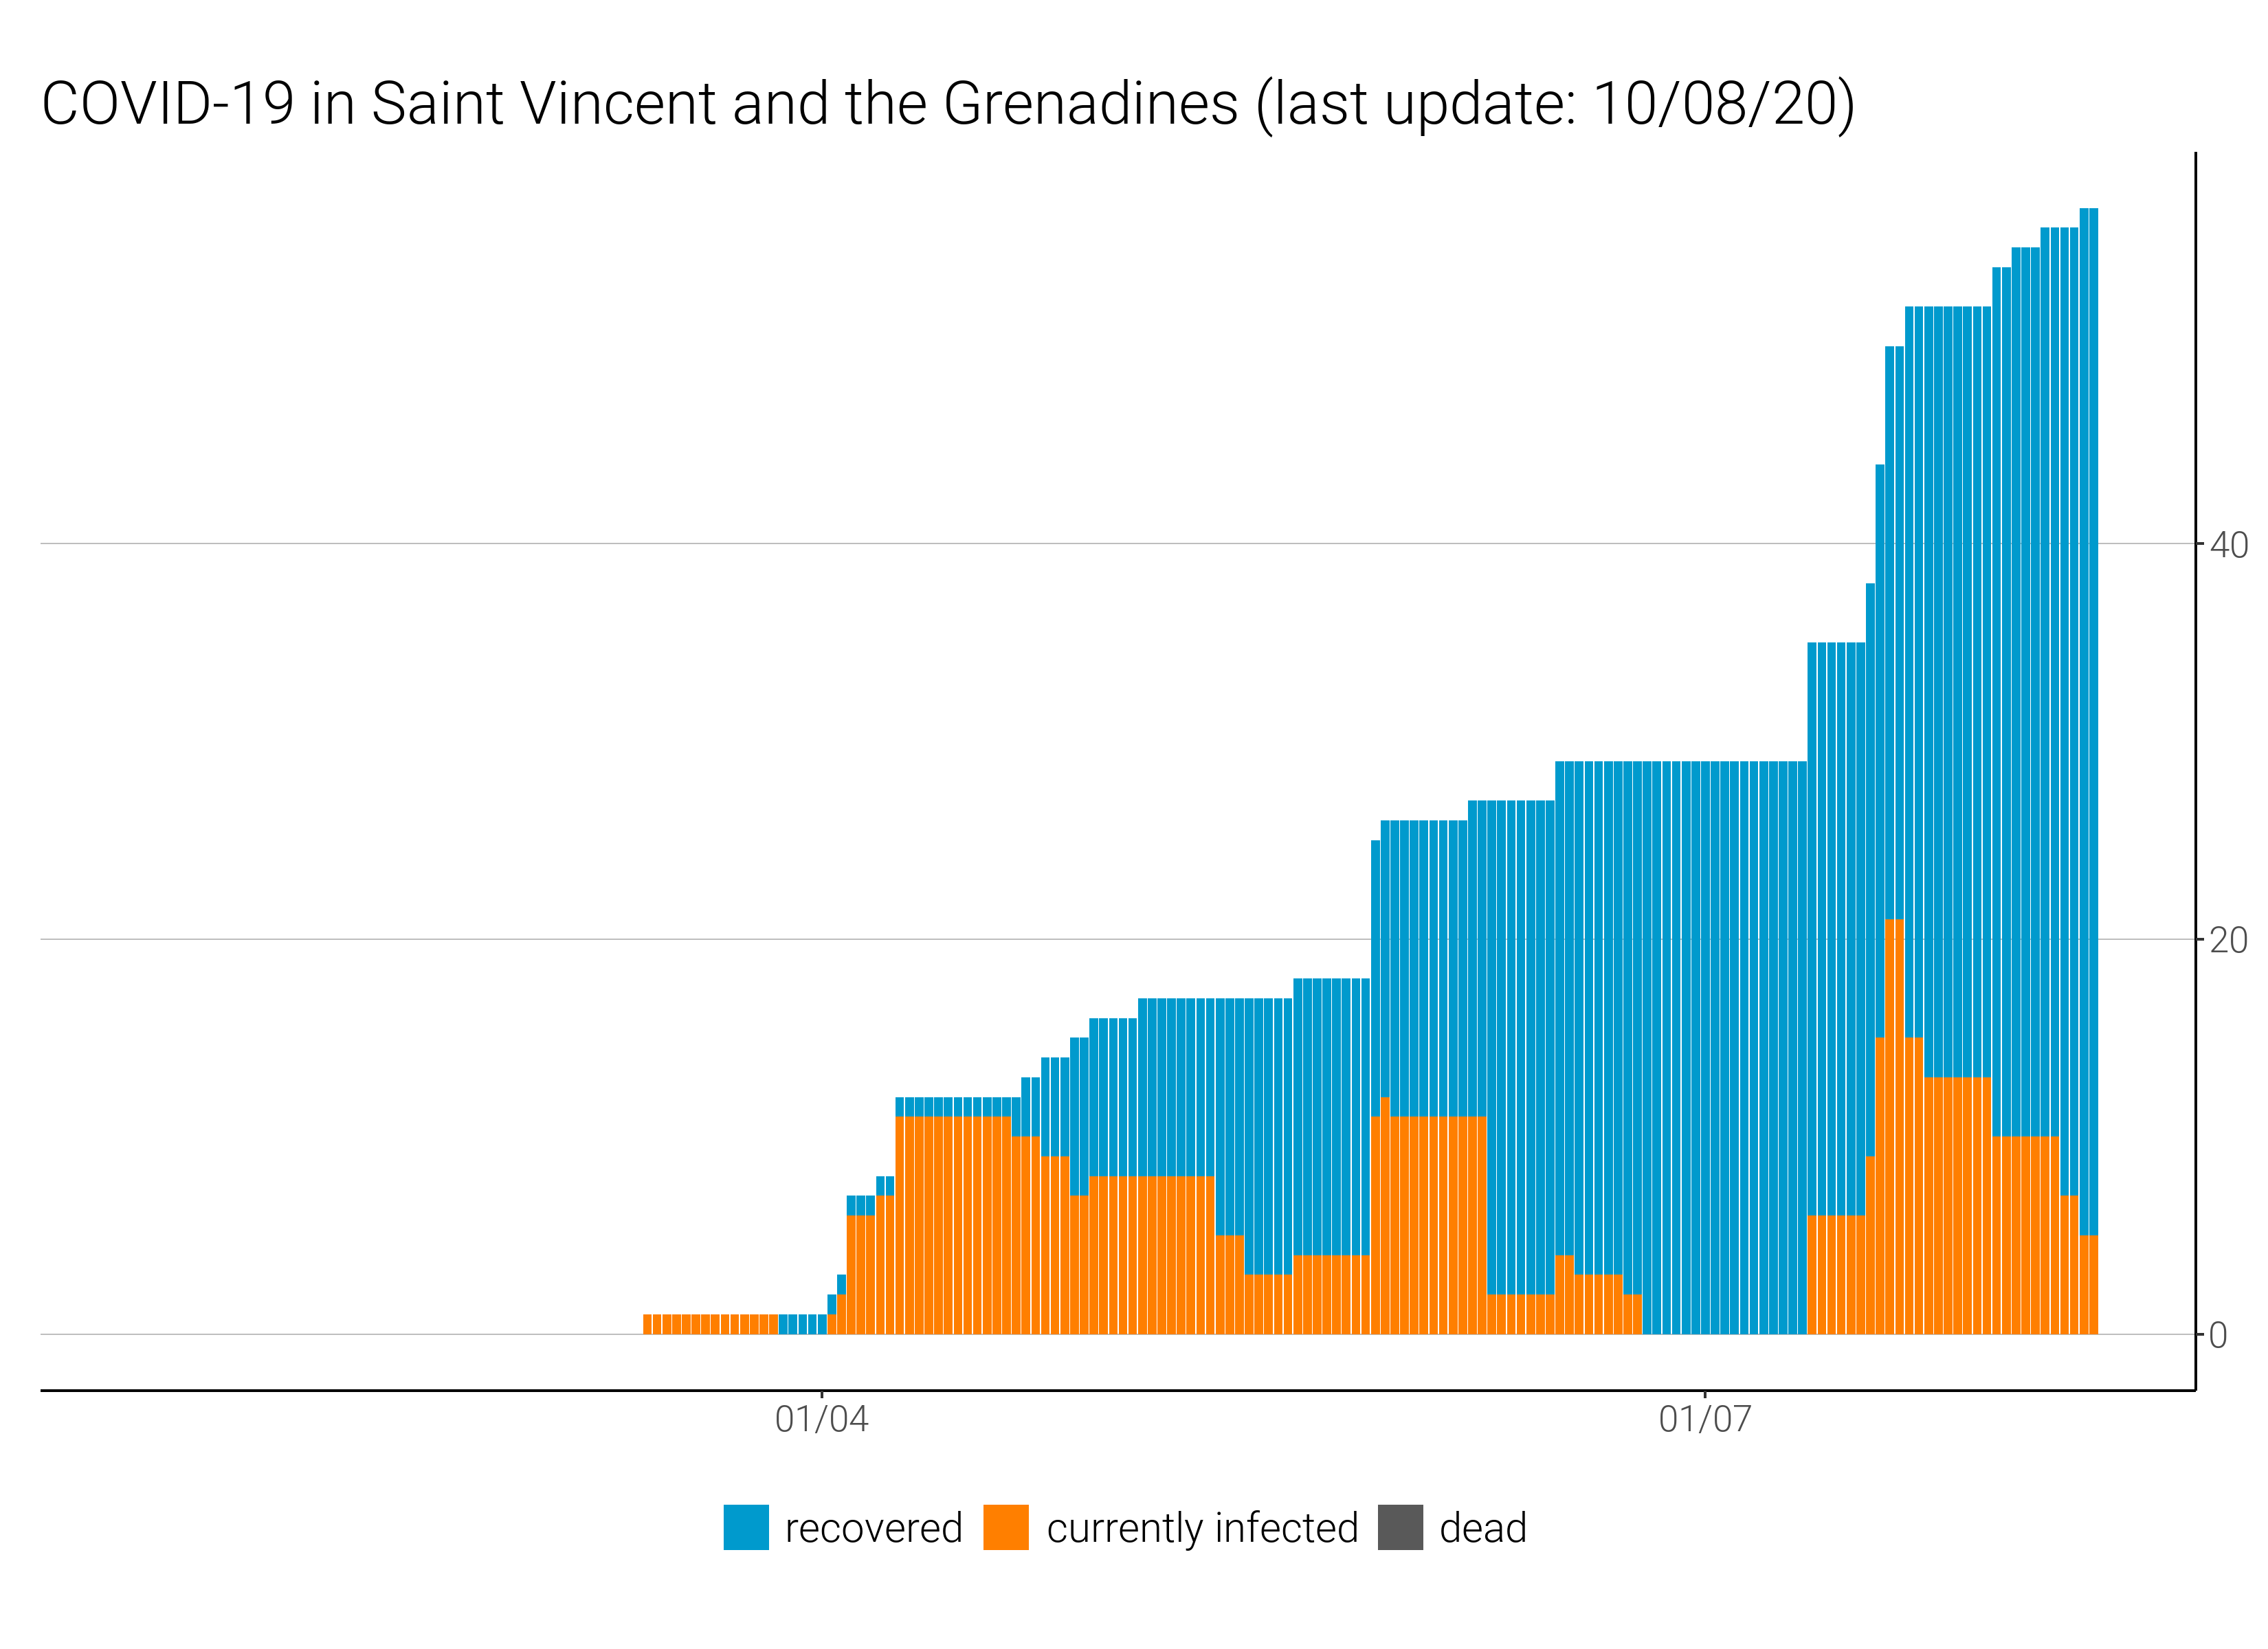 COVID-19 in Saint Vincent and the Grenadines (last update: 10/08/20)
40
20
0
01/04 01/07
recovered currently infected dead